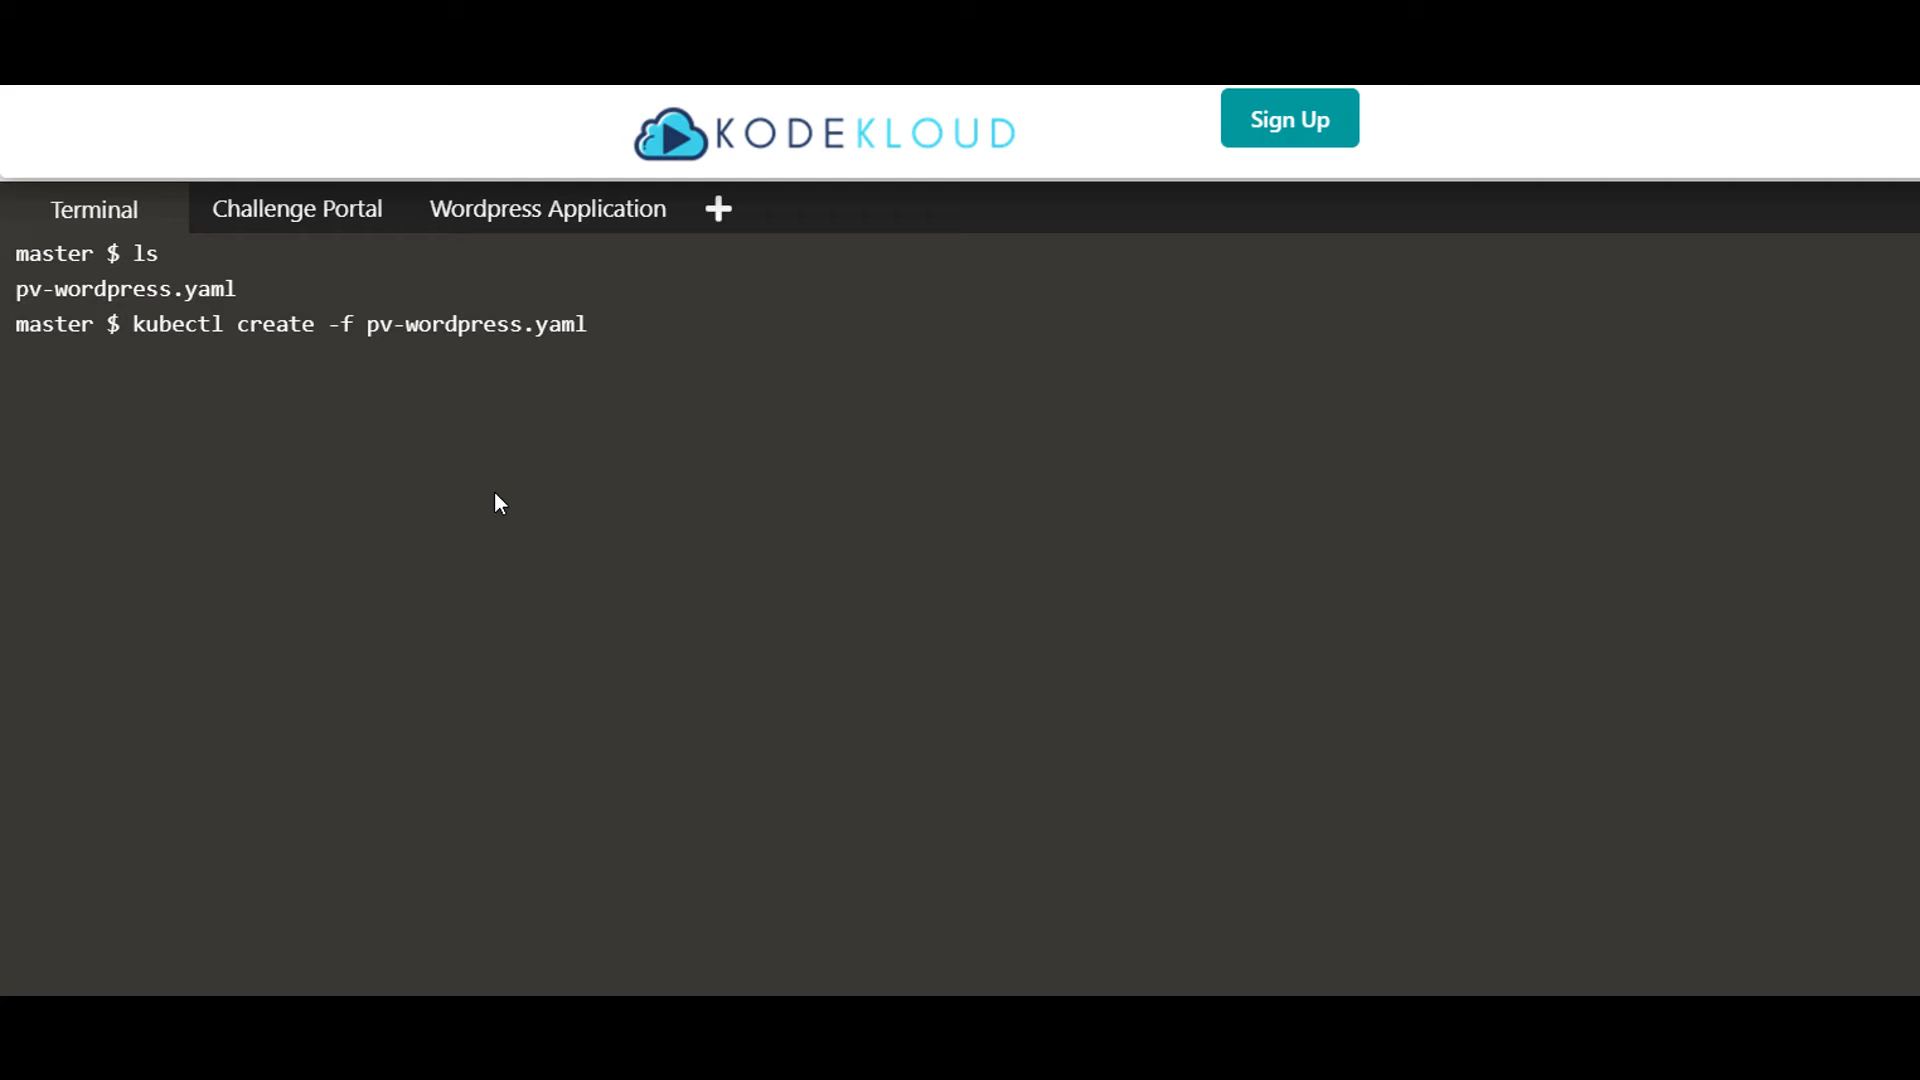 KODEKLOUD
Sign Up
Terminal Challenge Portal Wordpress Application +
master $ ls
pv-wordpress.yaml
master $ kubectl create -f pv-wordpress.yaml